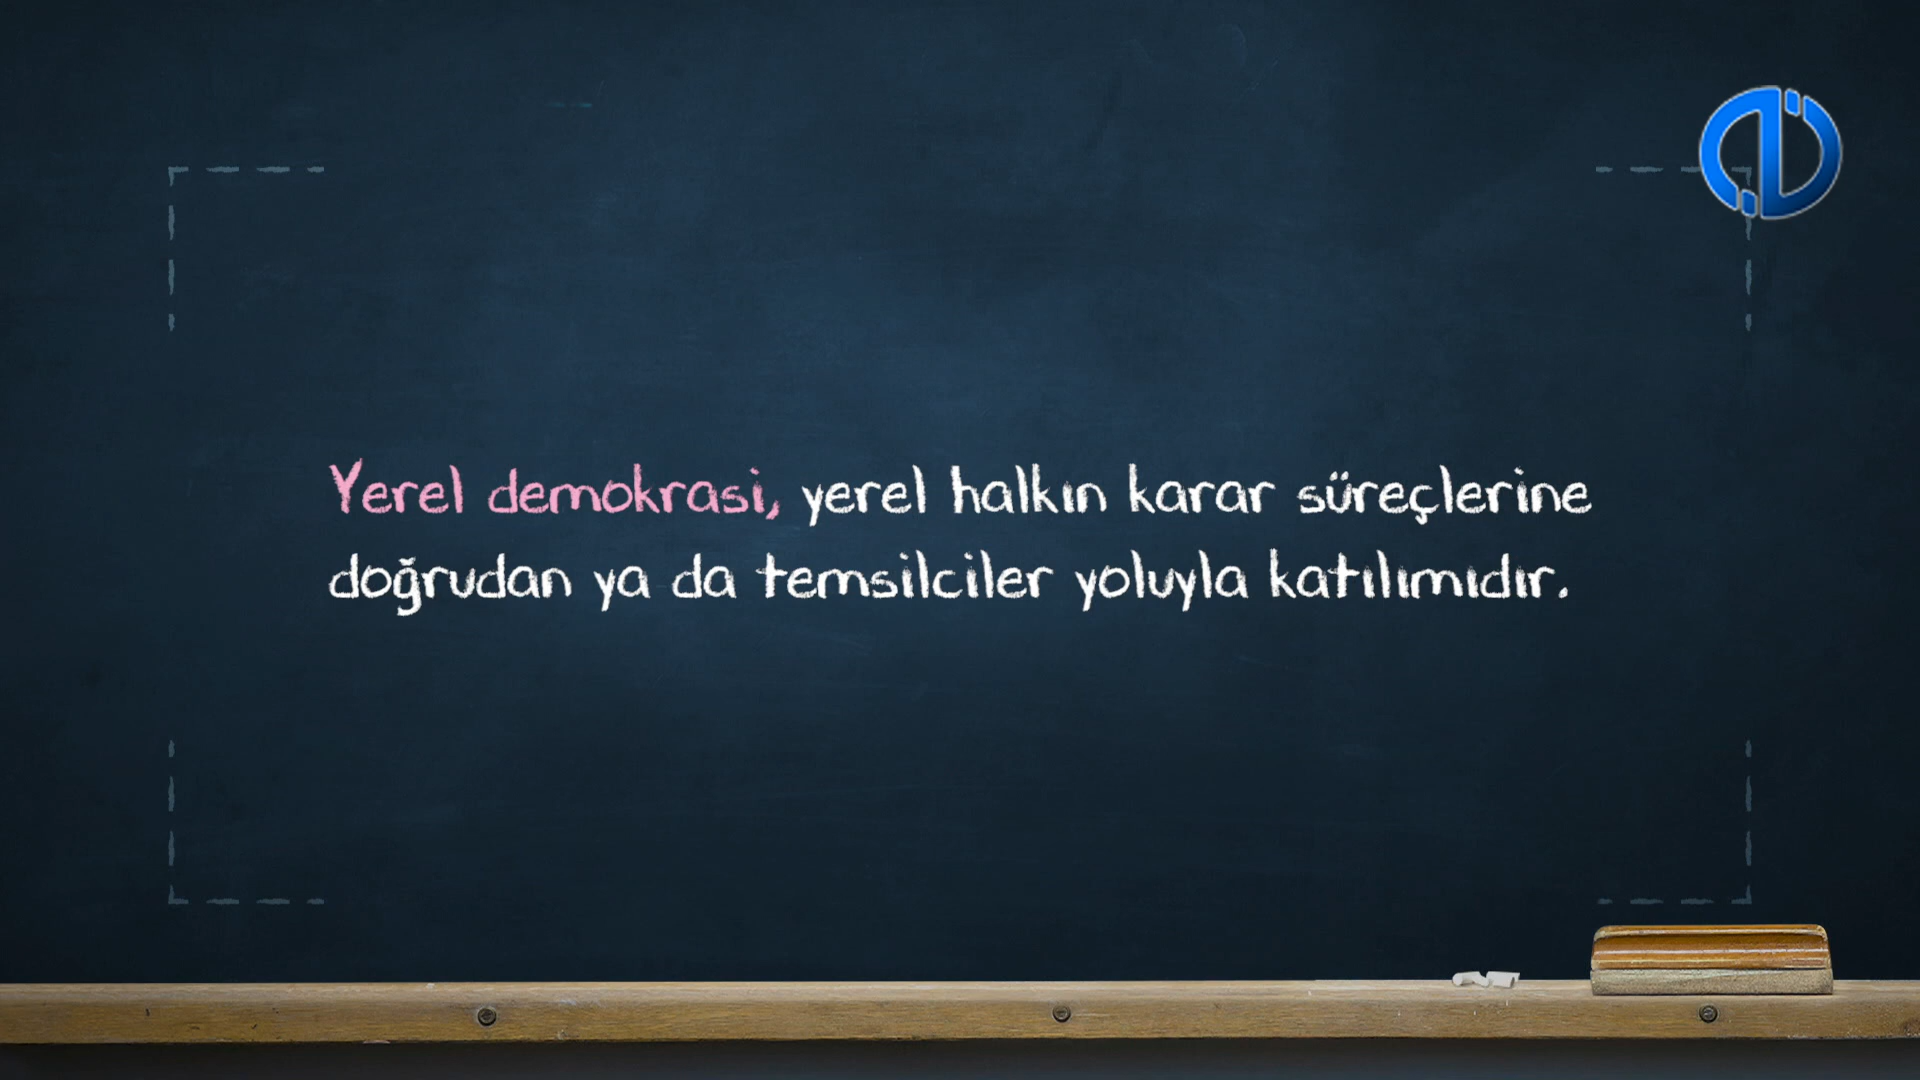 Yerel demokrasi, yerel halkın karar süreçlerine
doğrudan ya da temsilciler yoluyla katılımıdır.